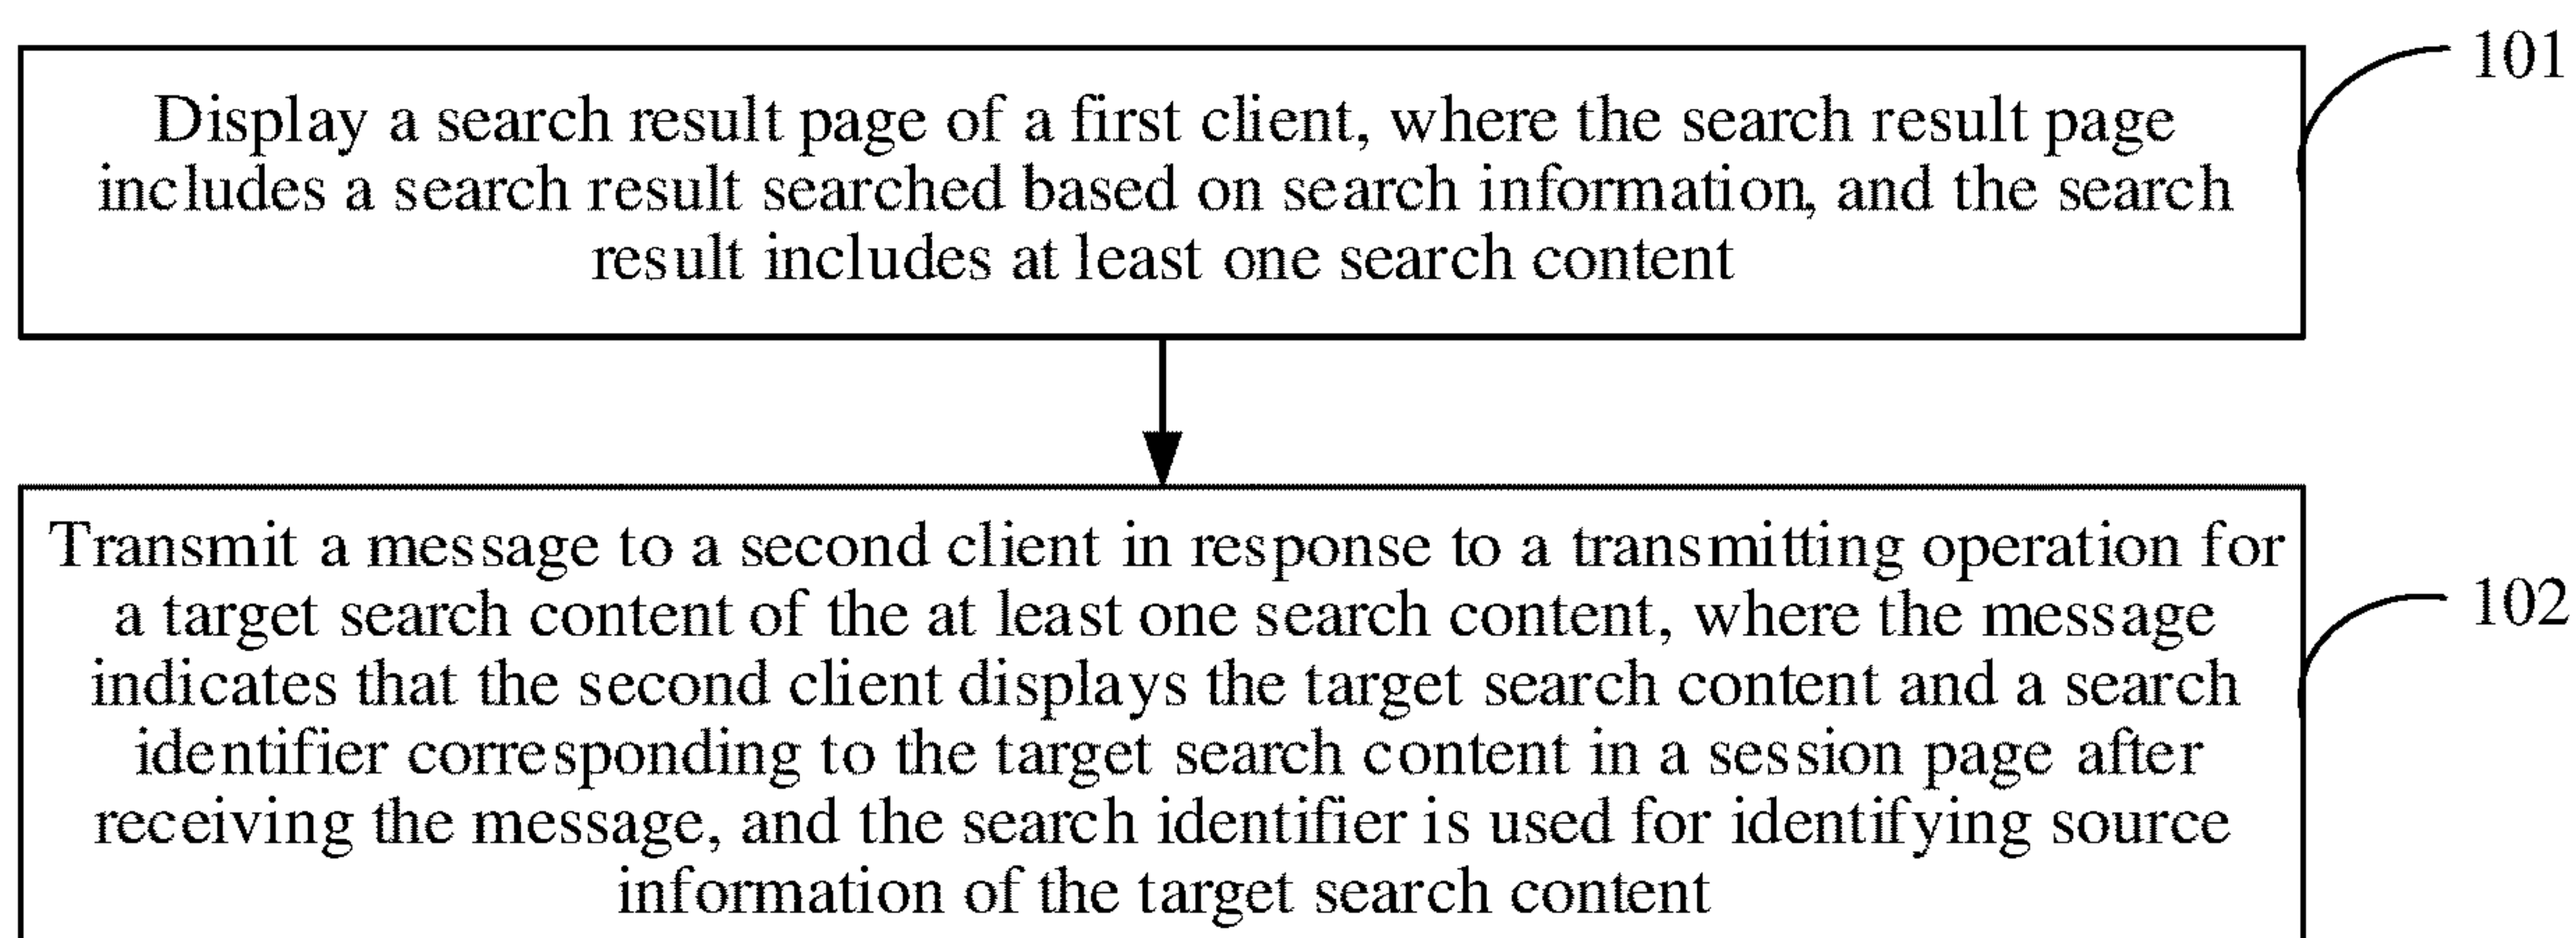 101
Display a search result page of a first client, where the search result page
includes a search result searched based on search information, and the search
result includes at least one search content
Transmit a message to a second client in response to a transmitting operation for
a target search content of the at least one search content, where the message
102
indicates that the second client displays the target search content and a search
identifier corresponding to the target search content in a session page after
receiving the message, and the search identifier is used for identifying source
information of the target search content